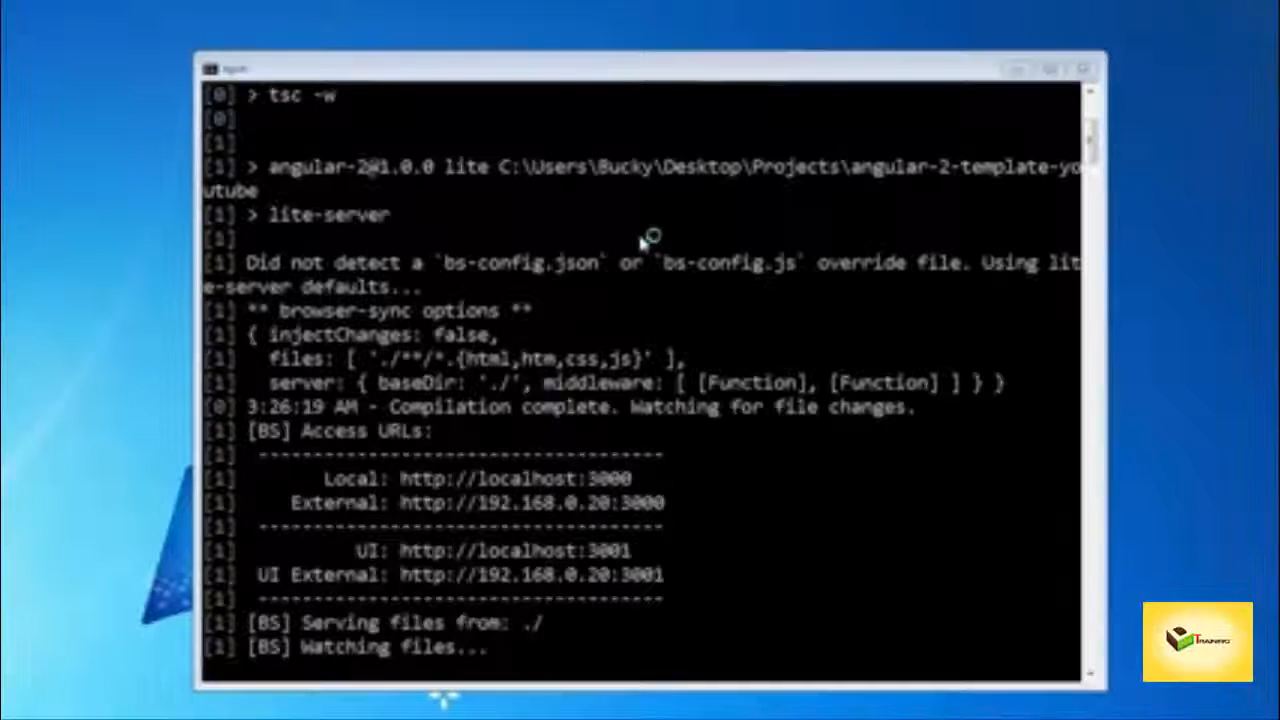 npm
[0] > tsc -w
[0]
[1]
[1] > angular-2@1.0.0 lite C:\Users\Bucky\Desktop\Projects\angular-2-template-yo
utube
[1] > lite-server
[1]
[1] Did not detect a `bs-config.json` or `bs-config.js` override file. Using lit
e-server defaults...
[1] ** browser-sync options **
[1] { injectChanges: false,
[1]   files: [ './**/*.{html,htm,css,js}' ],
[1]   server: { baseDir: './', middleware: [ [Function], [Function] ] } }
[0] 3:26:19 AM - Compilation complete. Watching for file changes.
[1] [BS] Access URLs:
[1]  -------------------------------------
[1]        Local: http://localhost:3000
[1]     External: http://192.168.0.20:3000
[1]  -------------------------------------
[1]           UI: http://localhost:3001
[1]  UI External: http://192.168.0.20:3001
[1]  -------------------------------------
[1] [BS] Serving files from: ./
[1] [BS] Watching files...
TRAINING